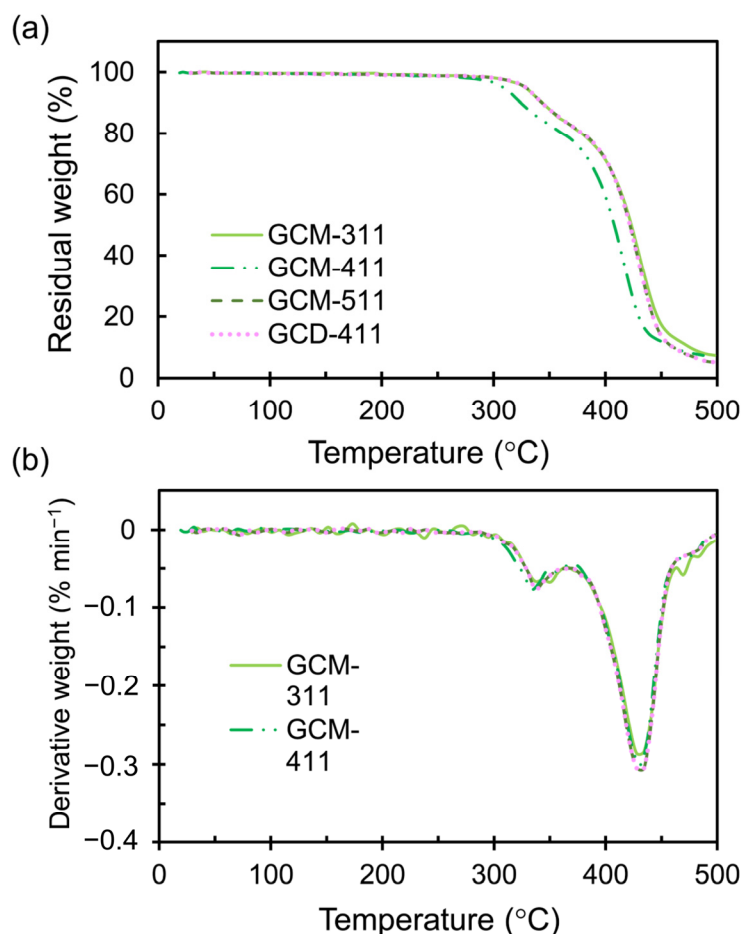 (a)
Residual weight (%)
100
80
60
40
20
0
GCM-311
GCM-411
GCM-511
GCD-411
0 100 200 300 400 500
Temperature (°C)
(b)
Derivative weight (% min⁻¹)
0
−0.1
−0.2
−0.3
−0.4
GCM-
311
GCM-
411
0 100 200 300 400 500
Temperature (°C)